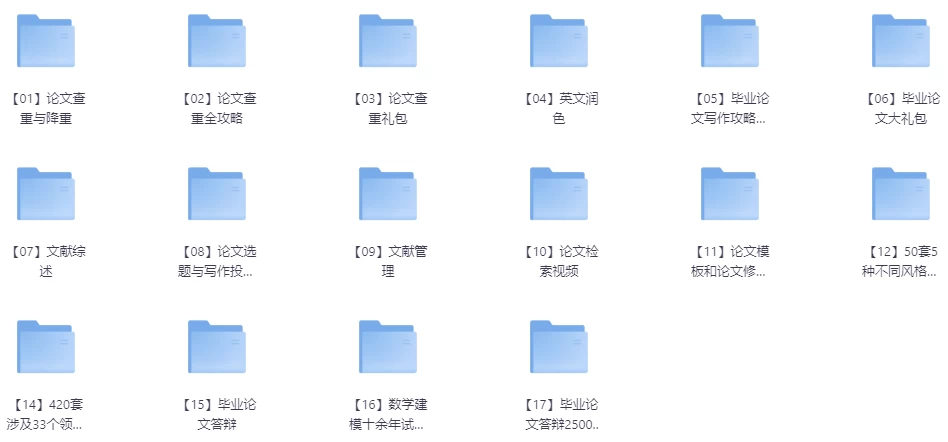 【01】论文查
重与降重
【02】论文查
重全攻略
【03】论文查
重礼包
【04】英文润
色
【05】毕业论
文写作攻略...
【06】毕业论
文大礼包
【07】文献综
述
【08】论文选
题与写作投...
【09】文献管
理
【10】论文检
索视频
【11】论文模
板和论文修...
【12】50套5
种不同风格...
【14】420套
涉及33个领...
【15】毕业论
文答辩
【16】数学建
模十余年试...
【17】毕业论
文答辩2500..